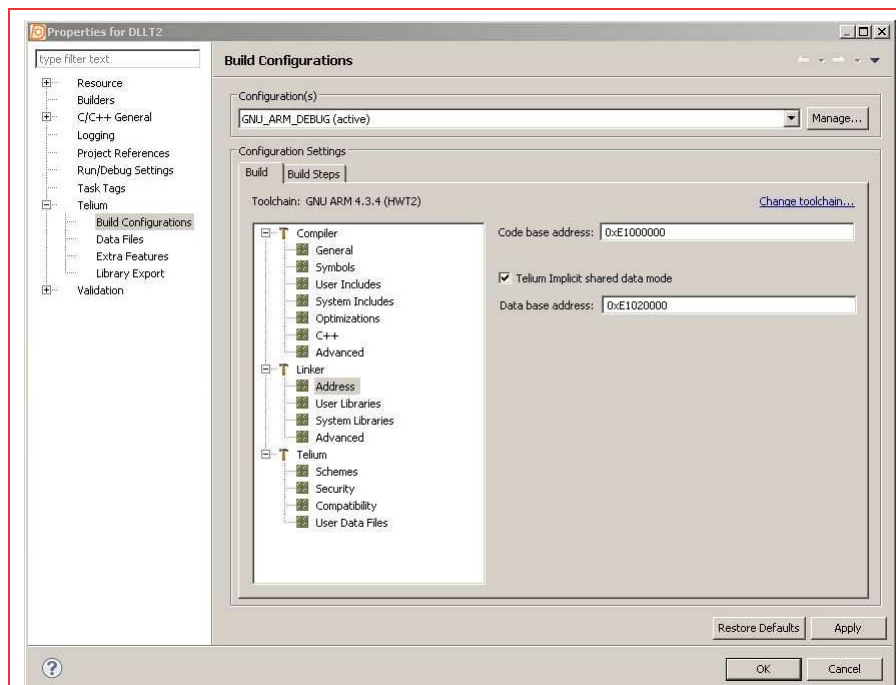 Properties for DLLT2
type filter text
Resource
Builders
C/C++ General
Logging
Project References
Run/Debug Settings
Task Tags
Telium
Build Configurations
Data Files
Extra Features
Library Export
Validation
Build Configurations
Configuration(s)
GNU_ARM_DEBUG (active)
Manage...
Configuration Settings
Build
Build Steps
Toolchain: GNU ARM 4.3.4 (HWT2)
Change toolchain...
Compiler
General
Symbols
User Includes
System Includes
Optimizations
C++
Advanced
Linker
Address
User Libraries
System Libraries
Advanced
Telium
Schemes
Security
Compatibility
User Data Files
Code base address: 0xE1000000
Telium Implicit shared data mode
Data base address: 0xE1020000
Restore Defaults
Apply
?
OK
Cancel